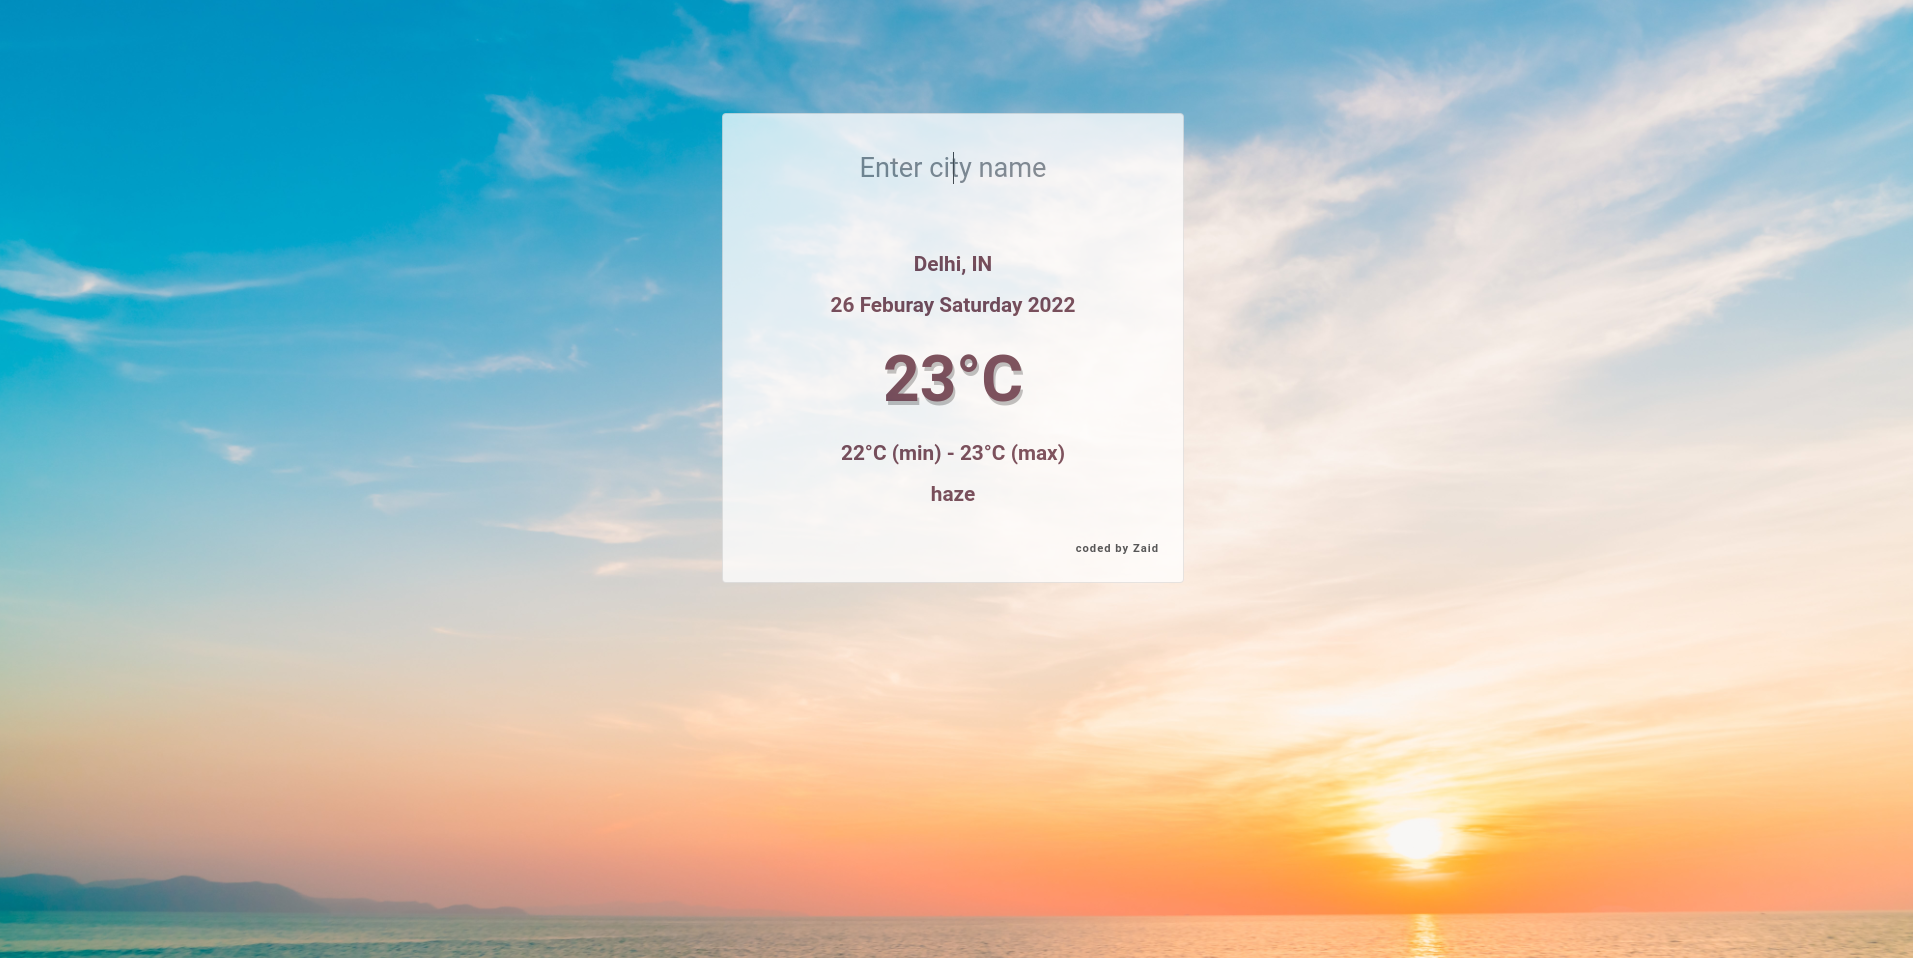 Enter city name
Delhi, IN
26 Feburay Saturday 2022
23°C
22°C (min) - 23°C (max)
haze
coded by Zaid